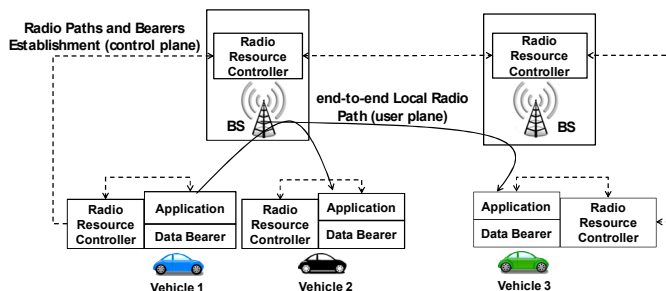 Radio Paths and Bearers
Establishment (control plane)
Radio
Resource
Controller
BS
end-to-end Local Radio
Path (user plane)
Radio
Resource
Controller
BS
Radio
Resource
Controller
Application
Data Bearer
Vehicle 1
Radio
Resource
Controller
Application
Data Bearer
Vehicle 2
Application
Data Bearer
Radio
Resource
Controller
Vehicle 3